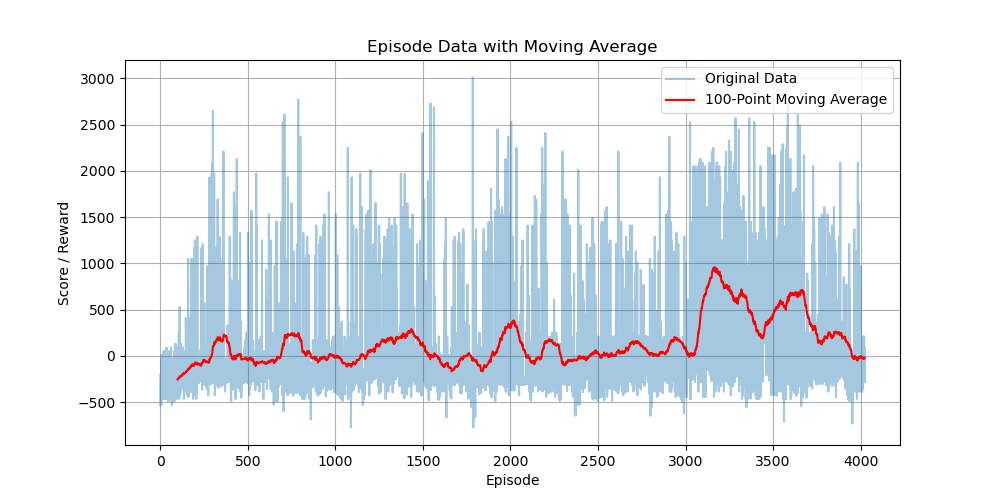 Episode Data with Moving Average
Original Data
100-Point Moving Average
Score / Reward
3000
2500
2000
1500
1000
500
0
−500
0 500 1000 1500 2000 2500 3000 3500 4000
Episode